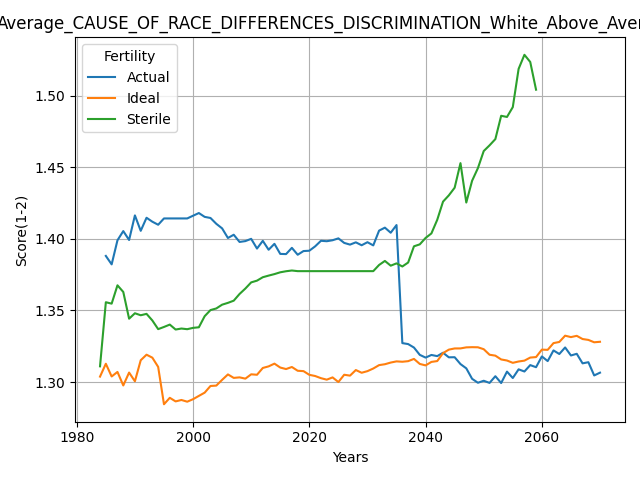 Average_CAUSE_OF_RACE_DIFFERENCES_DISCRIMINATION_White_Above_Aver
Fertility
Actual
Ideal
Sterile
1.50
1.45
1.40
1.35
1.30
Score(1-2)
1980
2000
2020
2040
2060
Years